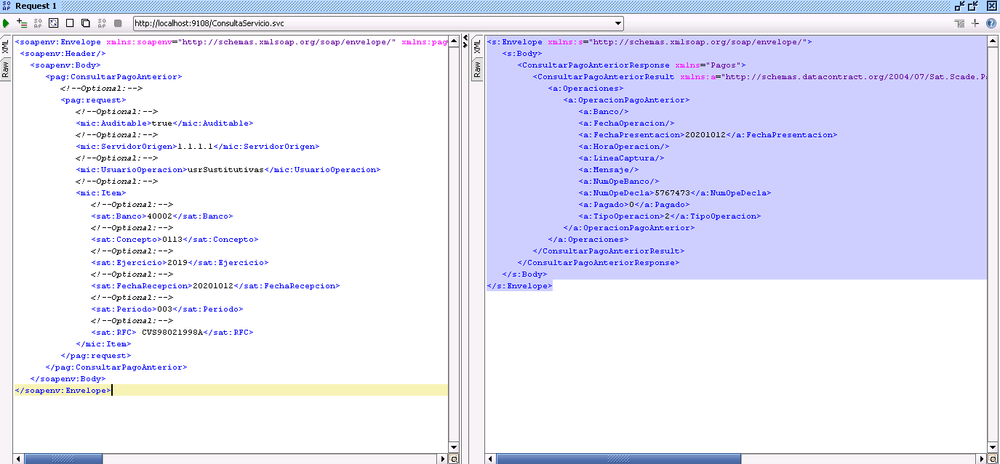 Request 1
http://localhost:9108/ConsultaServicio.svc
XML
Raw
<soapenv:Envelope xmlns:soapenv="http://schemas.xmlsoap.org/soap/envelope/" xmlns:pag
<soapenv:Header/>
<soapenv:Body>
<pag:ConsultarPagoAnterior>
<!--Optional:-->
<pag:request>
<!--Optional:-->
<mic:Auditable>true</mic:Auditable>
<!--Optional:-->
<mic:ServidorOrigen>1.1.1.1</mic:ServidorOrigen>
<!--Optional:-->
<mic:UsuarioOperacion>usrSustitutivas</mic:UsuarioOperacion>
<!--Optional:-->
<mic:Item>
<!--Optional:-->
<sat:Banco>40002</sat:Banco>
<!--Optional:-->
<sat:Concepto>0113</sat:Concepto>
<!--Optional:-->
<sat:Ejercicio>2019</sat:Ejercicio>
<!--Optional:-->
<sat:FechaRecepcion>20201012</sat:FechaRecepcion>
<!--Optional:-->
<sat:Periodo>003</sat:Periodo>
<!--Optional:-->
<sat:RFC> CVS98021998A</sat:RFC>
</mic:Item>
</pag:request>
</pag:ConsultarPagoAnterior>
</soapenv:Body>
</soapenv:Envelope>
XML
Raw
<s:Envelope xmlns:s="http://schemas.xmlsoap.org/soap/envelope/">
<s:Body>
<ConsultarPagoAnteriorResponse xmlns="Pagos">
<ConsultarPagoAnteriorResult xmlns:a="http://schemas.datacontract.org/2004/07/Sat.Scade.Pa
<a:Operaciones>
<a:OperacionPagoAnterior>
<a:Banco/>
<a:FechaOperacion/>
<a:FechaPresentacion>20201012</a:FechaPresentacion>
<a:HoraOperacion/>
<a:LineaCaptura/>
<a:Mensaje/>
<a:NumOpeBanco/>
<a:NumOpeDecla>5767473</a:NumOpeDecla>
<a:Pagado>0</a:Pagado>
<a:TipoOperacion>2</a:TipoOperacion>
</a:OperacionPagoAnterior>
</a:Operaciones>
</ConsultarPagoAnteriorResult>
</ConsultarPagoAnteriorResponse>
</s:Body>
</s:Envelope>